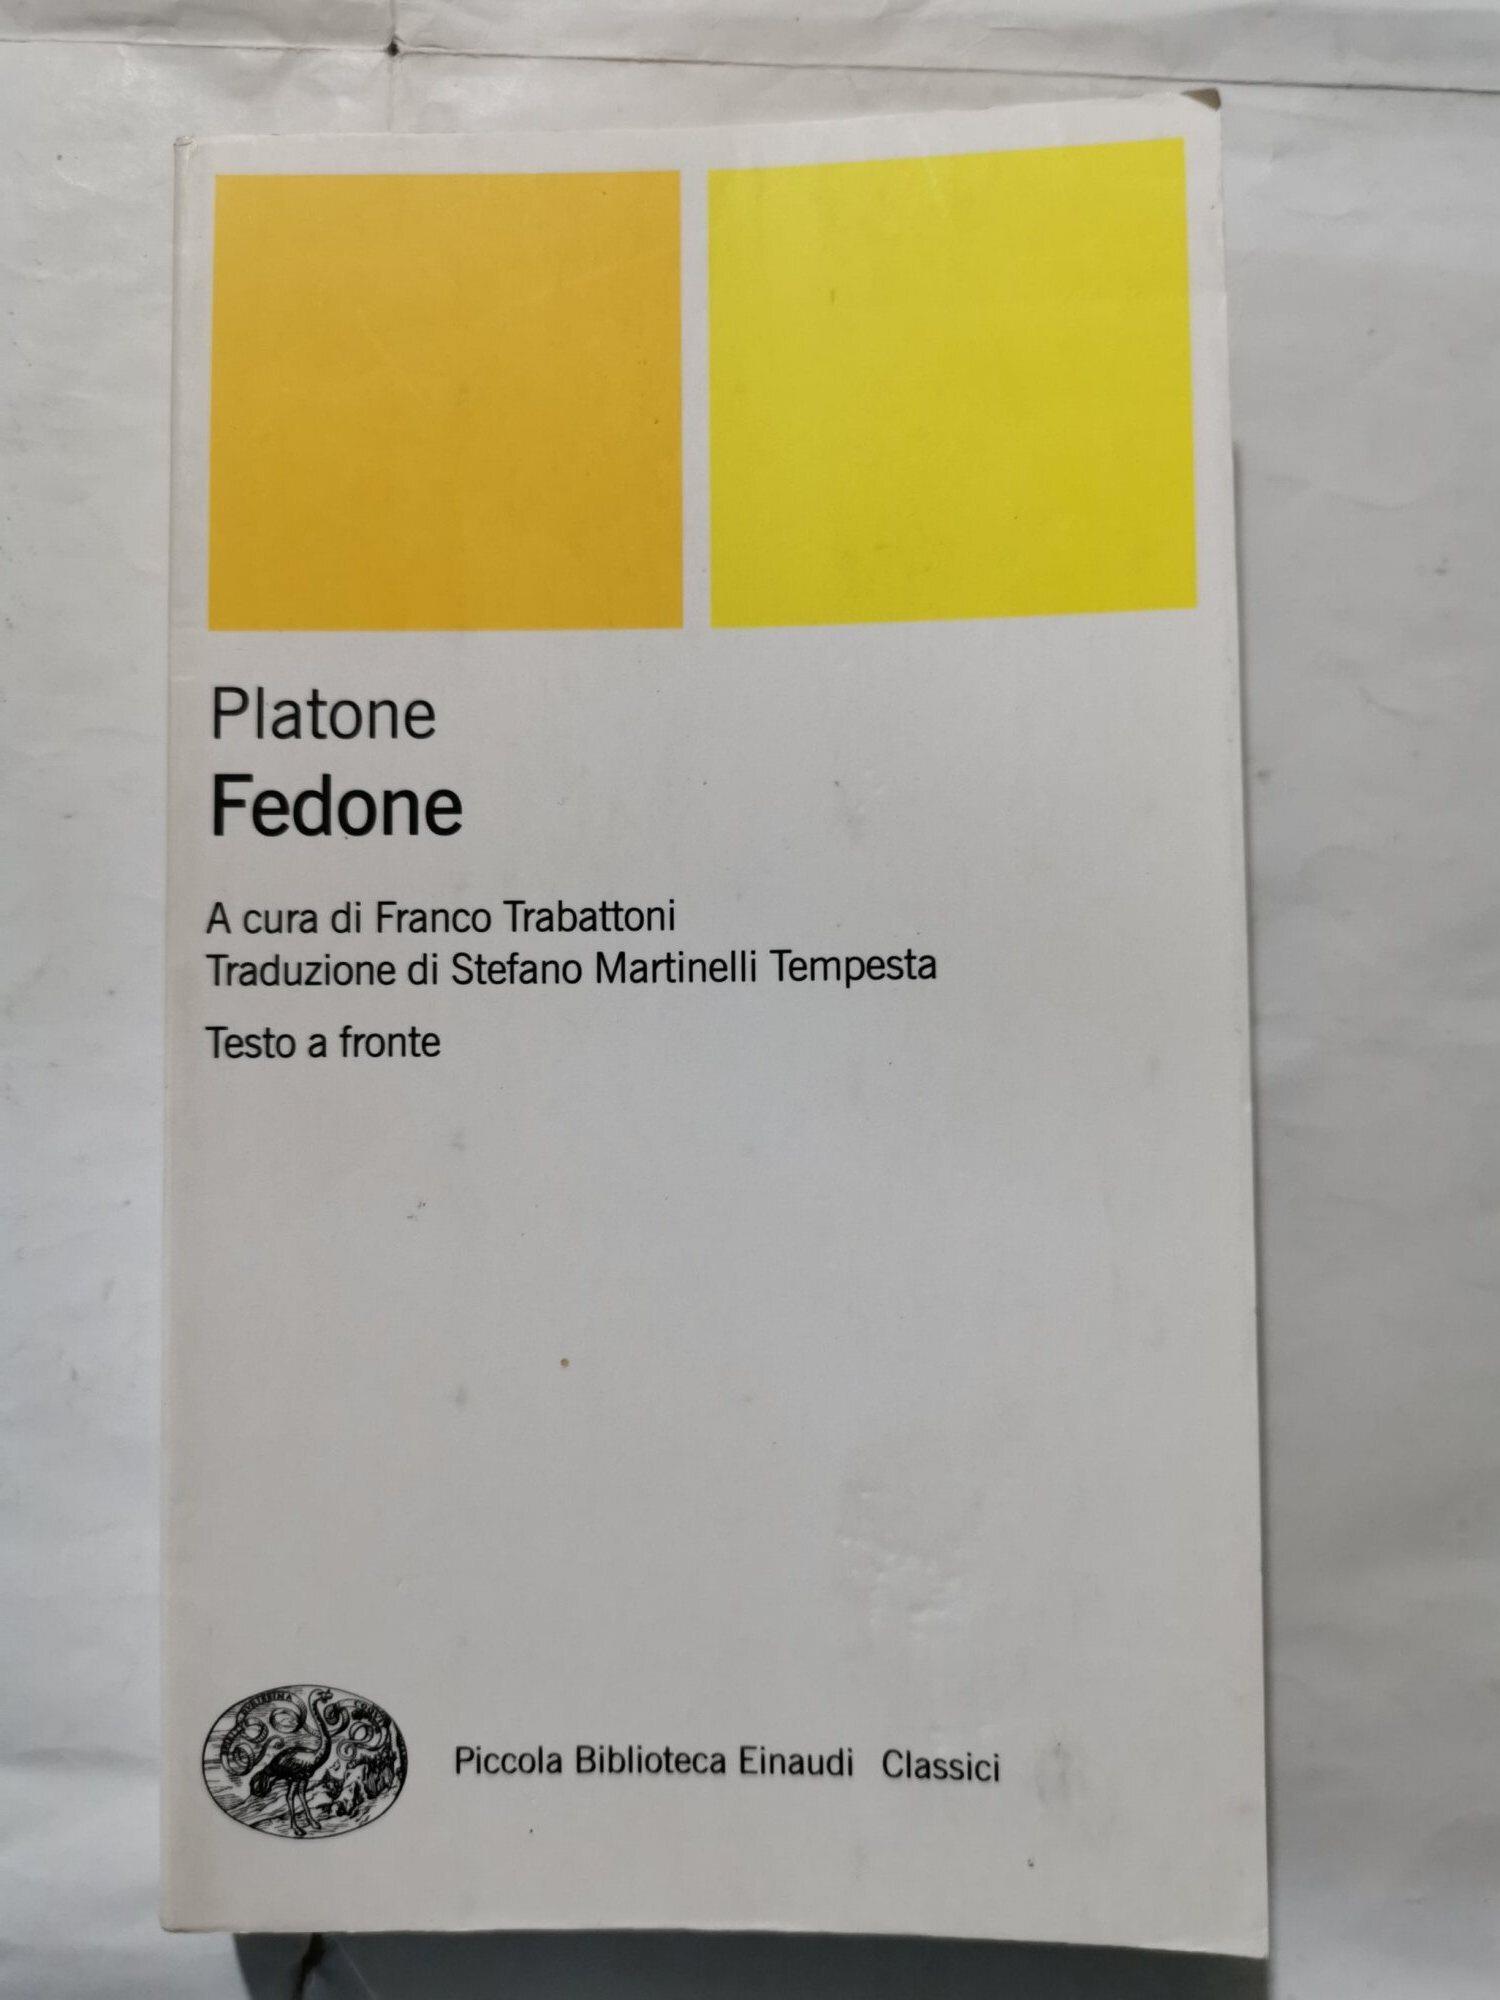 Platone
Fedone
A cura di Franco Trabattoni
Traduzione di Stefano Martinelli Tempesta
Testo a fronte
Piccola Biblioteca Einaudi Classici